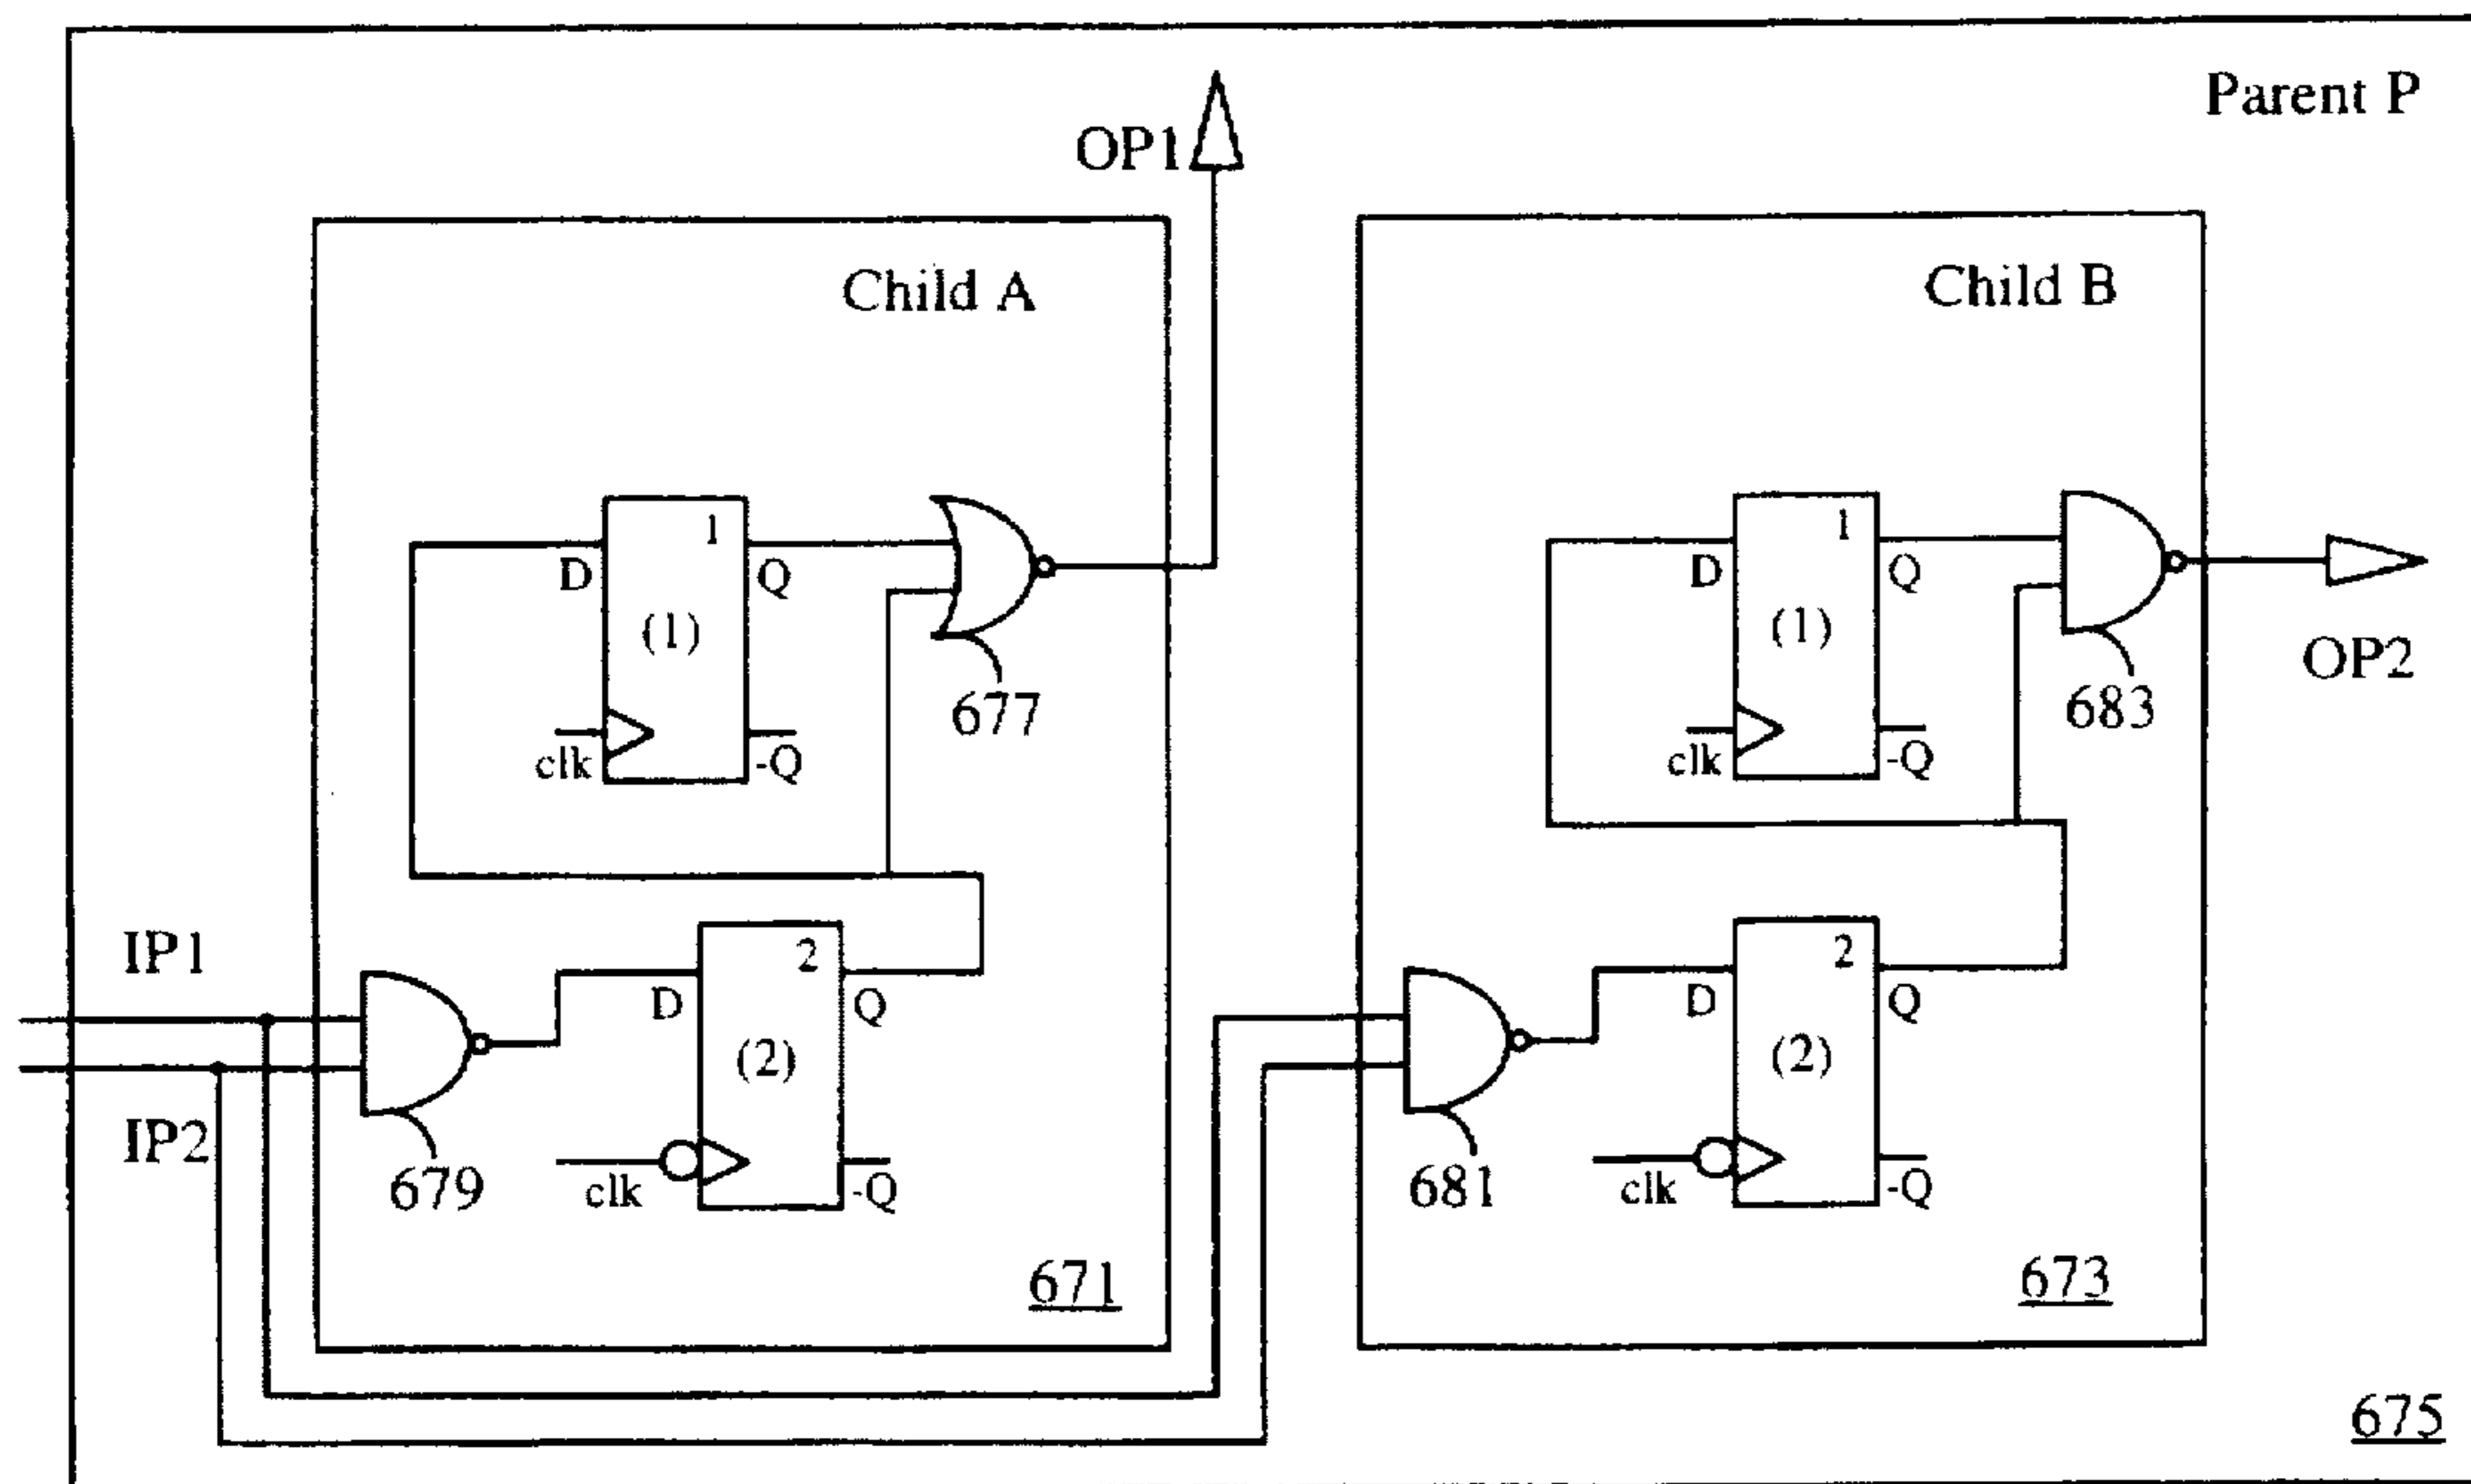 Parent P
OP1
Child A
Child B
1
D
Q
(1)
677
clk
-Q
1
D
Q
(1)
683
clk
-Q
OP2
IP1
IP2
679
2
D
Q
(2)
clk
-Q
671
681
2
D
Q
(2)
clk
-Q
673
675